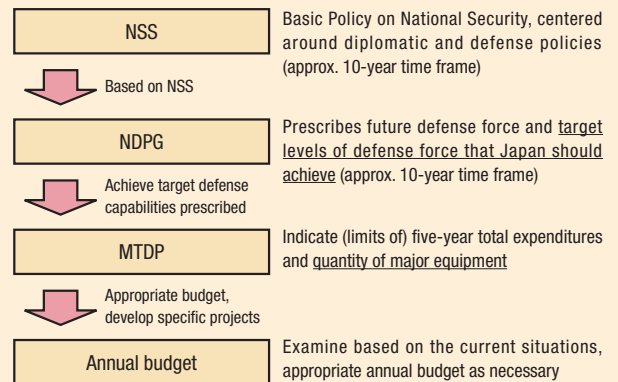 NSS
Basic Policy on National Security, centered
around diplomatic and defense policies
(approx. 10-year time frame)
Based on NSS
NDPG
Prescribes future defense force and target
levels of defense force that Japan should
achieve (approx. 10-year time frame)
Achieve target defense
capabilities prescribed
MTDP
Indicate (limits of) five-year total expenditures
and quantity of major equipment
Appropriate budget,
develop specific projects
Annual budget
Examine based on the current situations,
appropriate annual budget as necessary